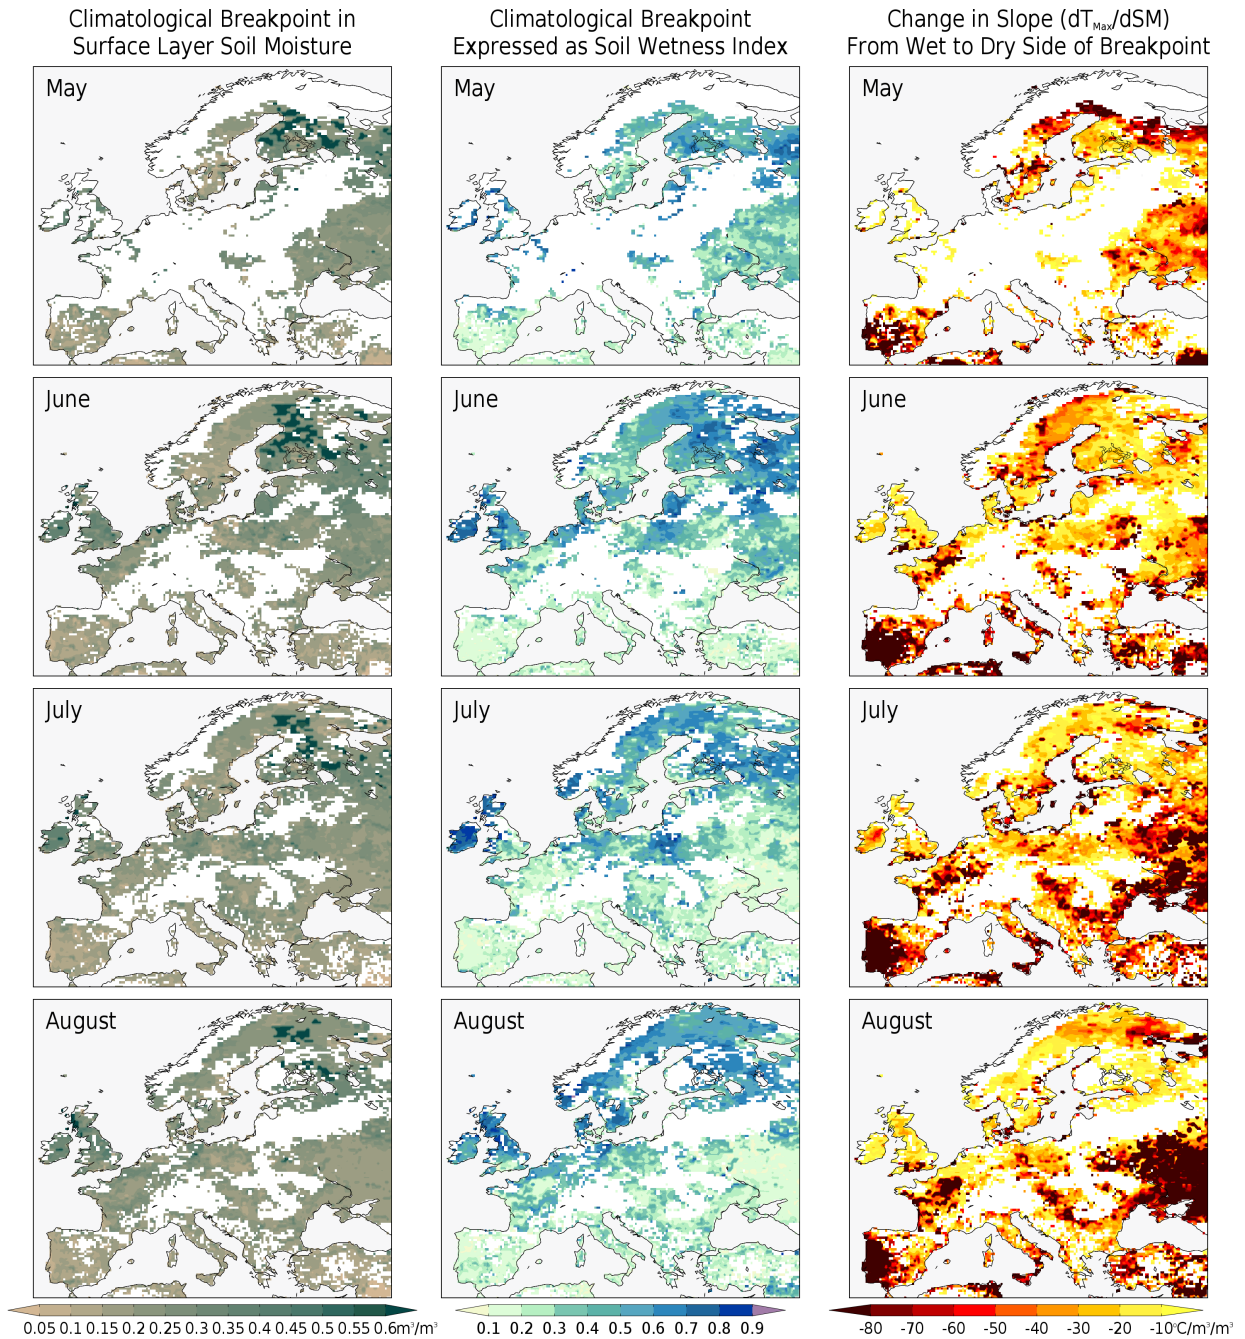 Climatological Breakpoint in
Surface Layer Soil Moisture
Climatological Breakpoint
Expressed as Soil Wetness Index
Change in Slope (dTMax/dSM)
From Wet to Dry Side of Breakpoint
May
May
May
June
June
June
July
July
July
August
August
August
0.05 0.1 0.15 0.2 0.25 0.3 0.35 0.4 0.45 0.5 0.55 0.6m³/m³
0.1 0.2 0.3 0.4 0.5 0.6 0.7 0.8 0.9
-80 -70 -60 -50 -40 -30 -20 -10°C/m³/m³